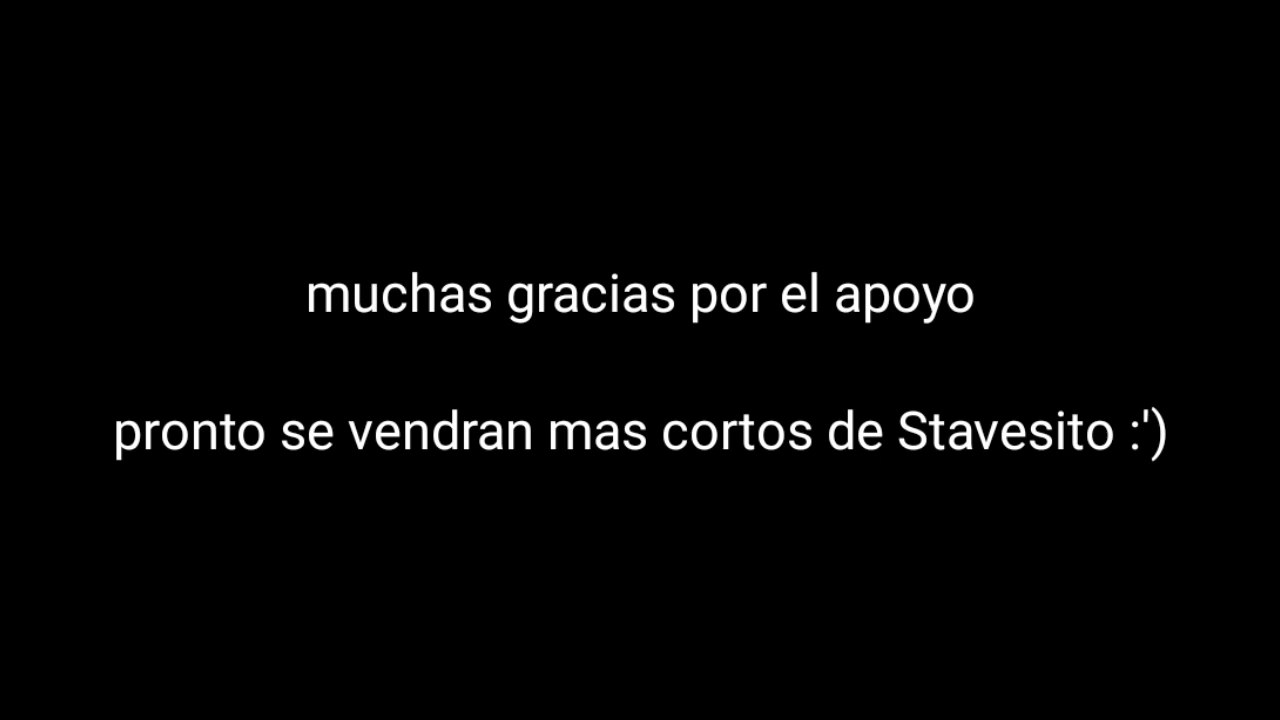 muchas gracias por el apoyo
pronto se vendran mas cortos de Stavesito :')